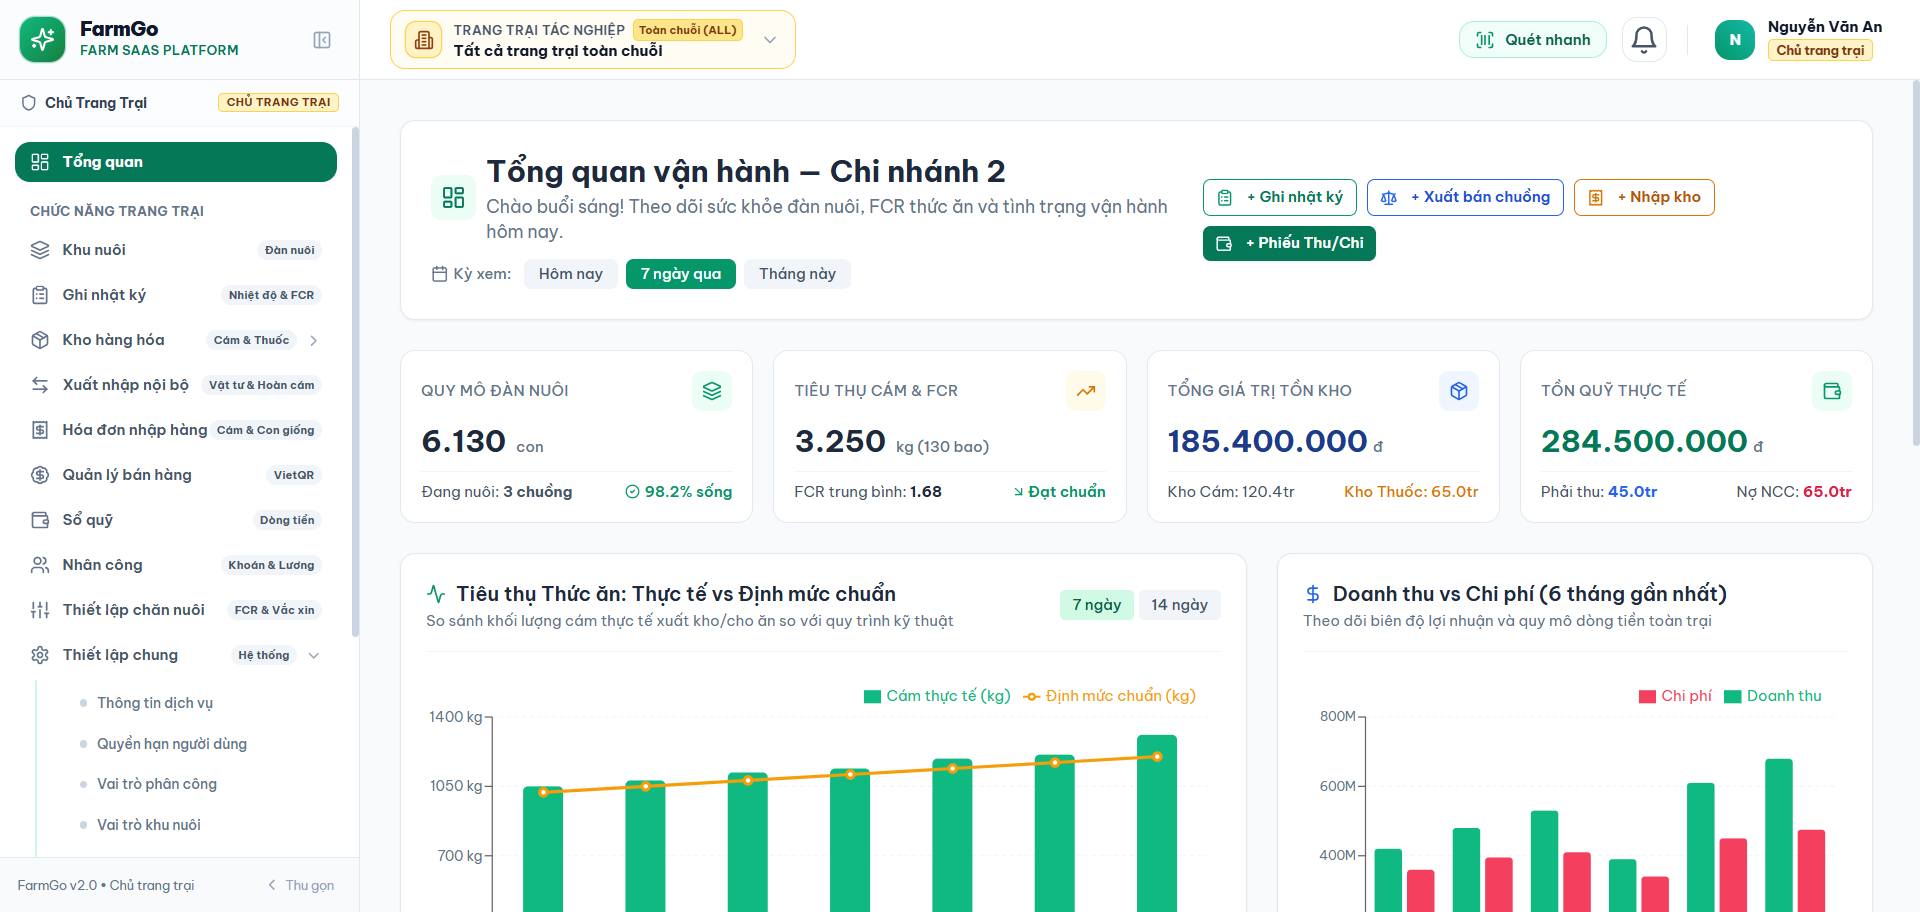 FarmGo
FARM SAAS PLATFORM
TRANG TRẠI TÁC NGHIỆP Toàn chuỗi (ALL)
Tất cả trang trại toàn chuỗi
Quét nhanh
N
Nguyễn Văn An
Chủ trang trại
Chủ Trang Trại CHỦ TRANG TRẠI
Tổng quan
CHỨC NĂNG TRANG TRẠI
Khu nuôi Đàn nuôi
Ghi nhật ký Nhiệt độ & FCR
Kho hàng hóa Cám & Thuốc
Xuất nhập nội bộ Vật tư & Hoàn cám
Hóa đơn nhập hàng Cám & Con giống
Quản lý bán hàng VietQR
Sổ quỹ Dòng tiền
Nhân công Khoán & Lương
Thiết lập chăn nuôi FCR & Vắc xin
Thiết lập chung Hệ thống
Thông tin dịch vụ
Quyền hạn người dùng
Vai trò phân công
Vai trò khu nuôi
FarmGo v2.0 • Chủ trang trại Thu gọn
Tổng quan vận hành — Chi nhánh 2
Chào buổi sáng! Theo dõi sức khỏe đàn nuôi, FCR thức ăn và tình trạng vận hành
hôm nay.
Kỳ xem: Hôm nay 7 ngày qua Tháng này
+ Ghi nhật ký + Xuất bán chuồng + Nhập kho
+ Phiếu Thu/Chi
QUY MÔ ĐÀN NUÔI
6.130 con
Đang nuôi: 3 chuồng 98.2% sống
TIÊU THỤ CÁM & FCR
3.250 kg (130 bao)
FCR trung bình: 1.68 Đạt chuẩn
TỔNG GIÁ TRỊ TỒN KHO
185.400.000 đ
Kho Cám: 120.4tr Kho Thuốc: 65.0tr
TỒN QUỸ THỰC TẾ
284.500.000 đ
Phải thu: 45.0tr Nợ NCC: 65.0tr
Tiêu thụ Thức ăn: Thực tế vs Định mức chuẩn
So sánh khối lượng cám thực tế xuất kho/cho ăn so với quy trình kỹ thuật
7 ngày 14 ngày
Cám thực tế (kg) Định mức chuẩn (kg)
1400 kg
1050 kg
700 kg
Doanh thu vs Chi phí (6 tháng gần nhất)
Theo dõi biên độ lợi nhuận và quy mô dòng tiền toàn trại
Chi phí Doanh thu
800M
600M
400M